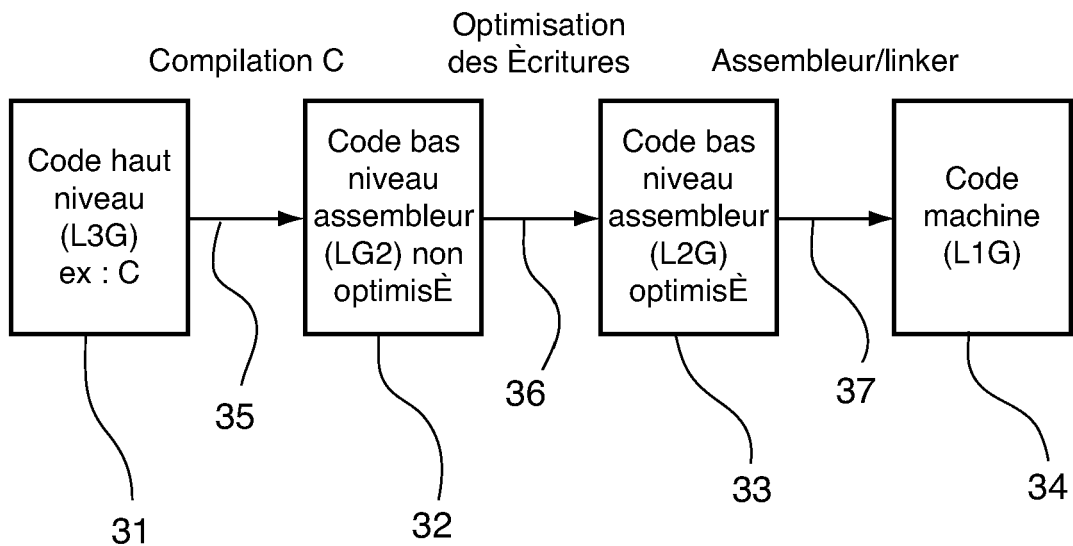 Compilation C
Optimisation
des Ècritures
Assembleur/linker
Code haut
niveau
(L3G)
ex : C
Code bas
niveau
assembleur
(LG2) non
optimisÈ
Code bas
niveau
assembleur
(L2G)
optimisÈ
Code
machine
(L1G)
35
36
37
31
32
33
34